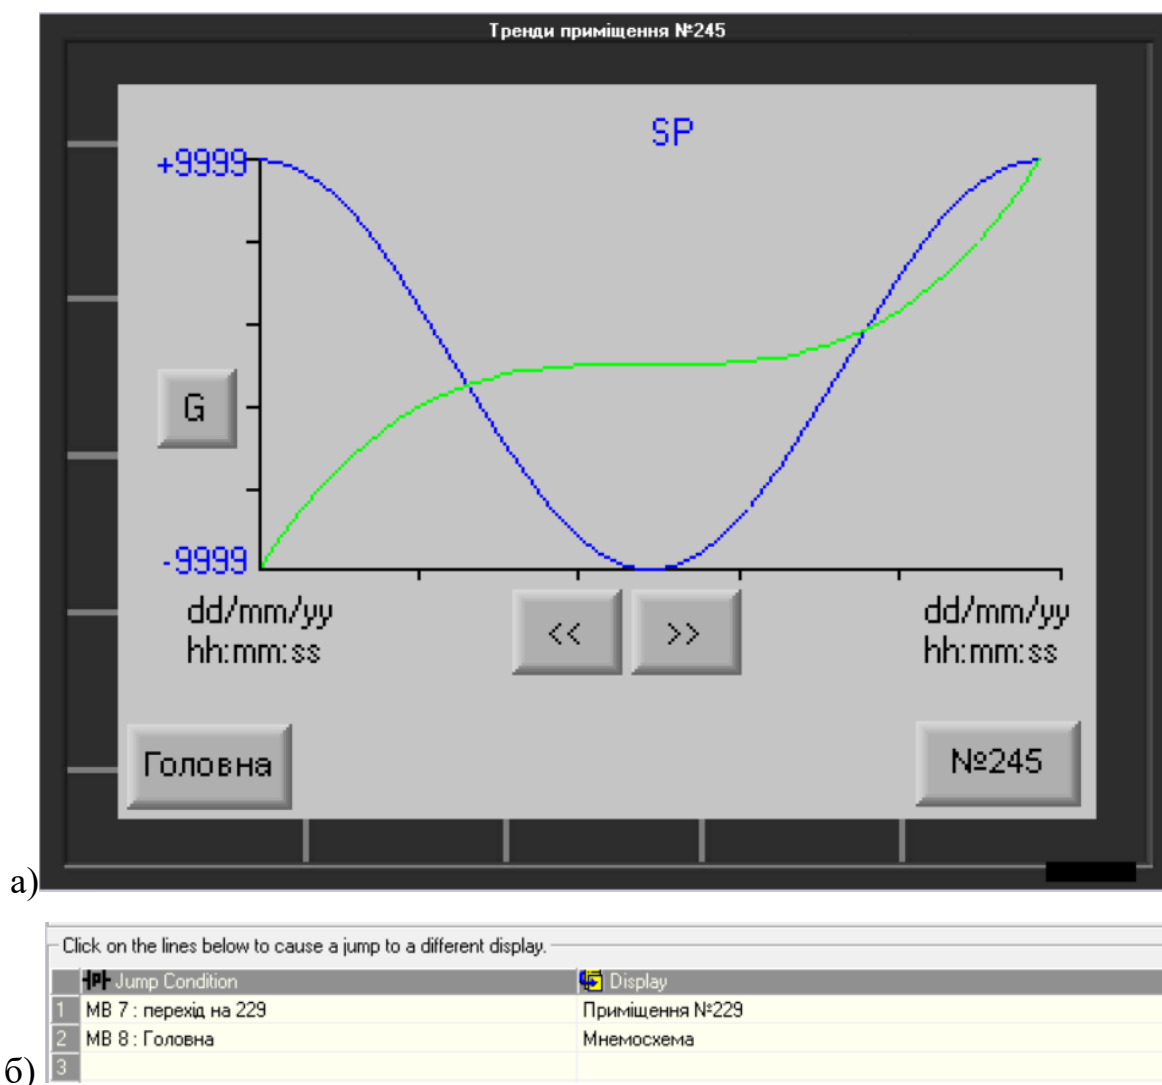 Тренди приміщення №245
SP
+9999
G
-9999
dd/mm/yy
hh:mm:ss
<<
>>
dd/mm/yy
hh:mm:ss
Головна
№245
а)
Click on the lines below to cause a jump to a different display.
Jump Condition Display
1 MB 7 : перехід на 229 Приміщення №229
2 MB 8 : Головна Мнемосхема
3
б)